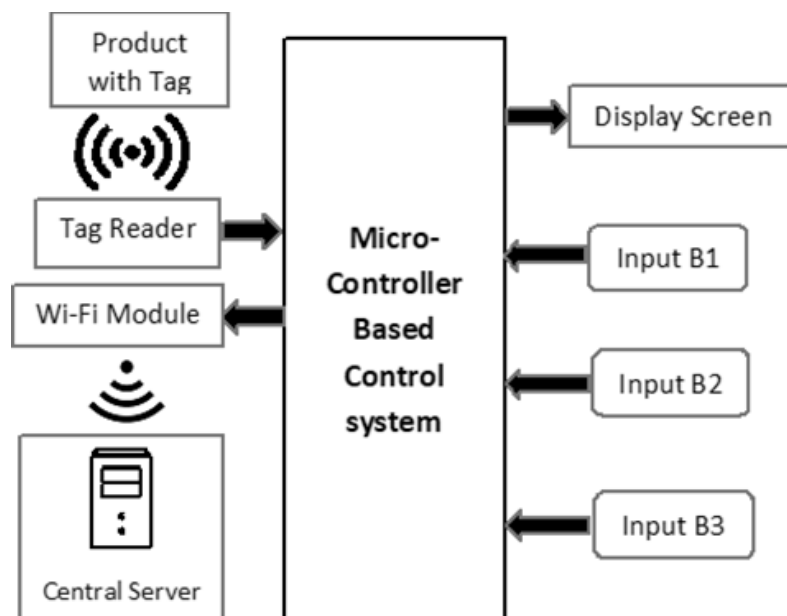 Product
with Tag
Tag Reader
Wi-Fi Module
Central Server
Micro-
Controller
Based
Control
system
Display Screen
Input B1
Input B2
Input B3